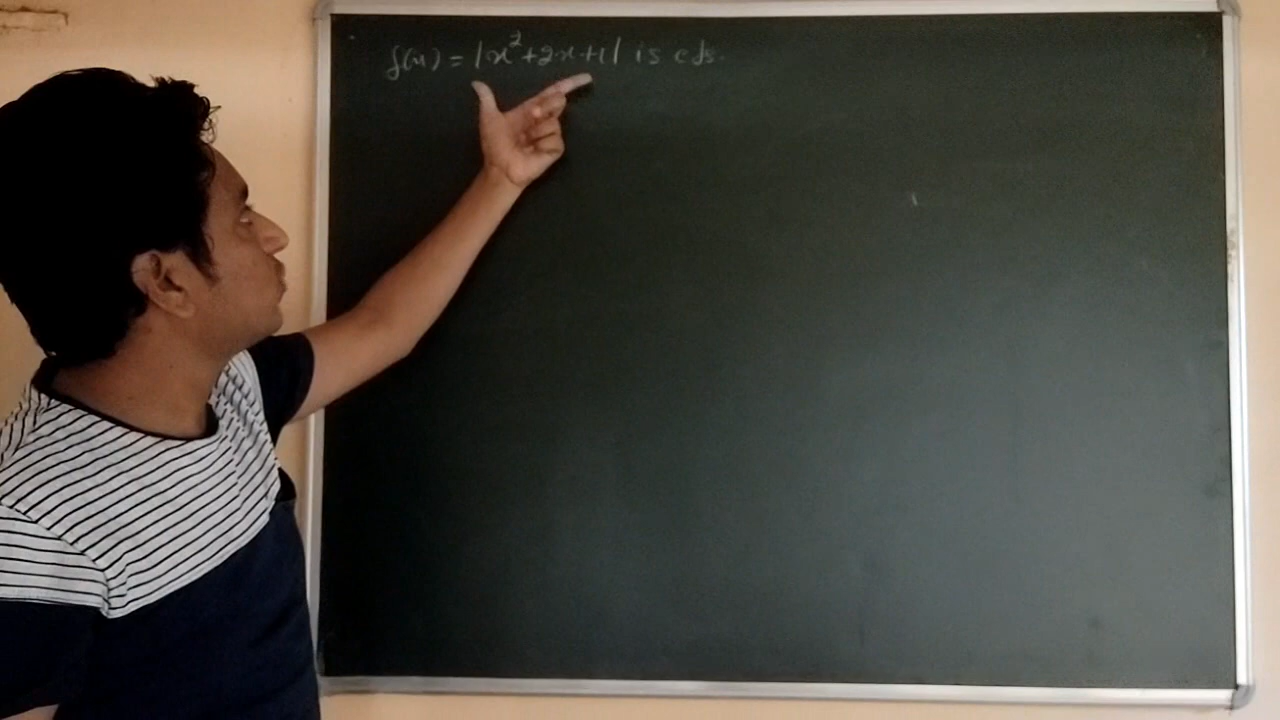 f(x) = |x²+2x+1| is cts.